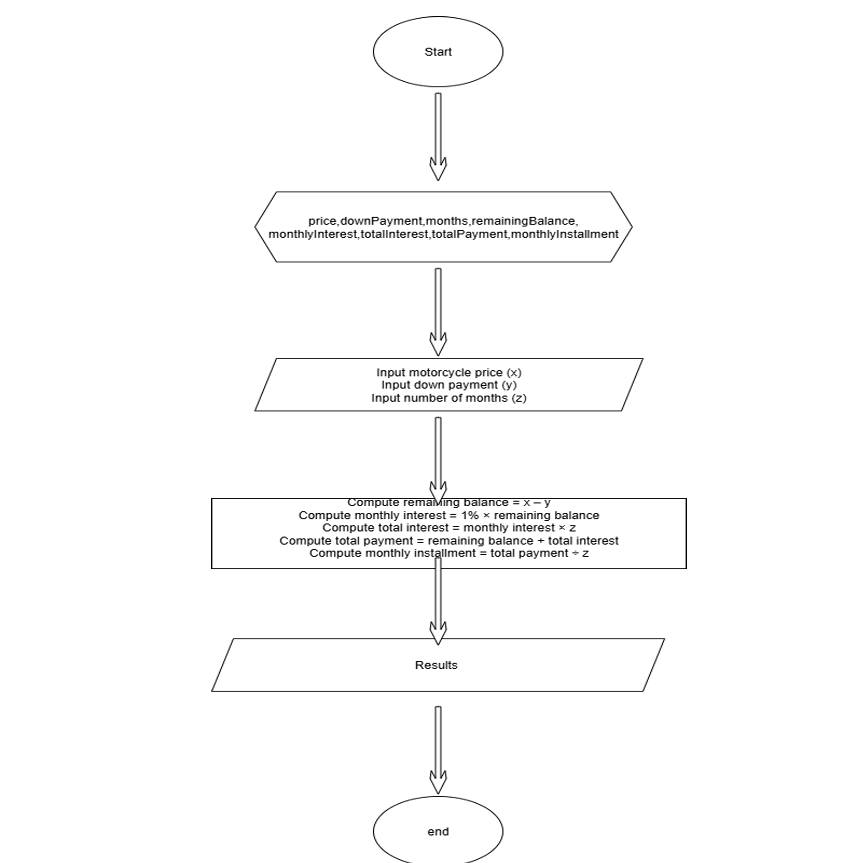 Start
price,downPayment,months,remainingBalance,
monthlyInterest,totalInterest,totalPayment,monthlyInstallment
Input motorcycle price (x)
Input down payment (y)
Input number of months (z)
Compute remaining balance = x – y
Compute monthly interest = 1% × remaining balance
Compute total interest = monthly interest × z
Compute total payment = remaining balance + total interest
Compute monthly installment = total payment ÷ z
Results
end